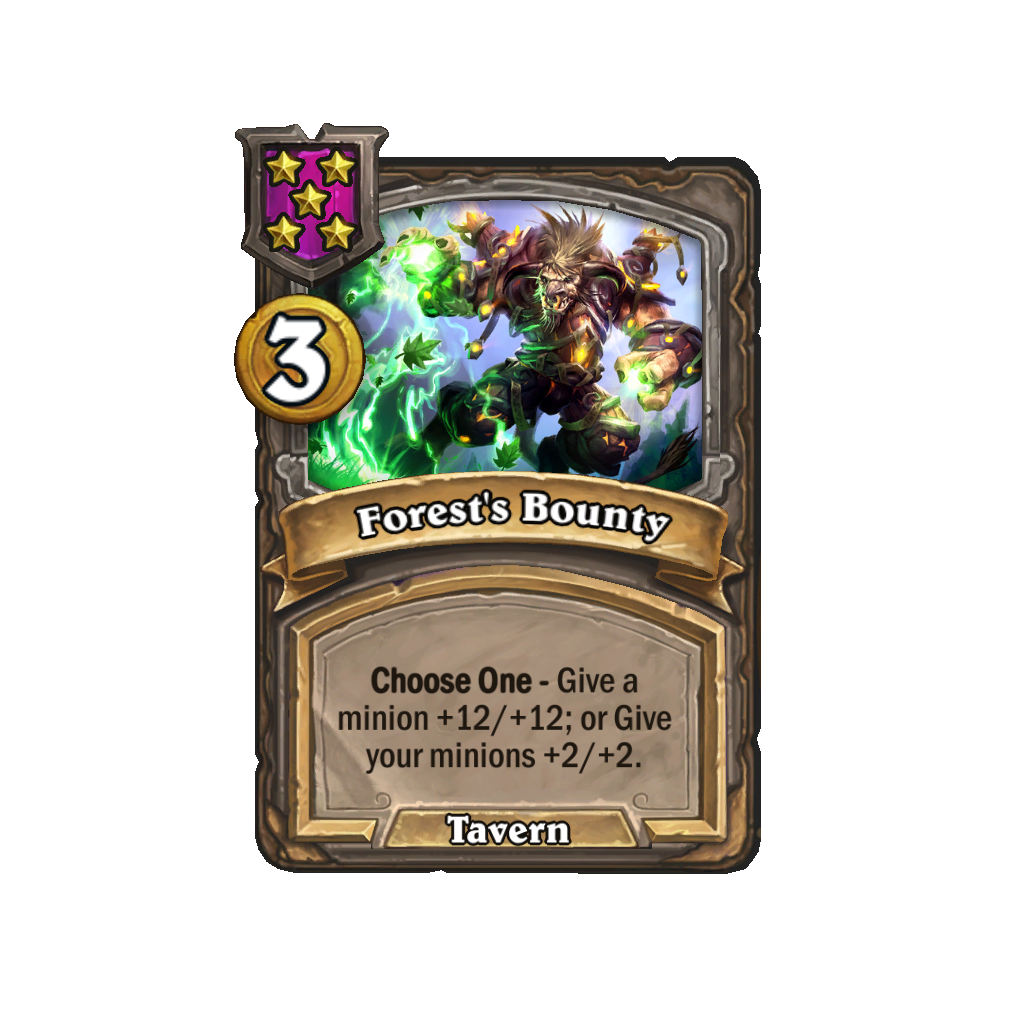 3
Forest's Bounty
Choose One - Give a
minion +12/+12; or Give
your minions +2/+2.
Tavern